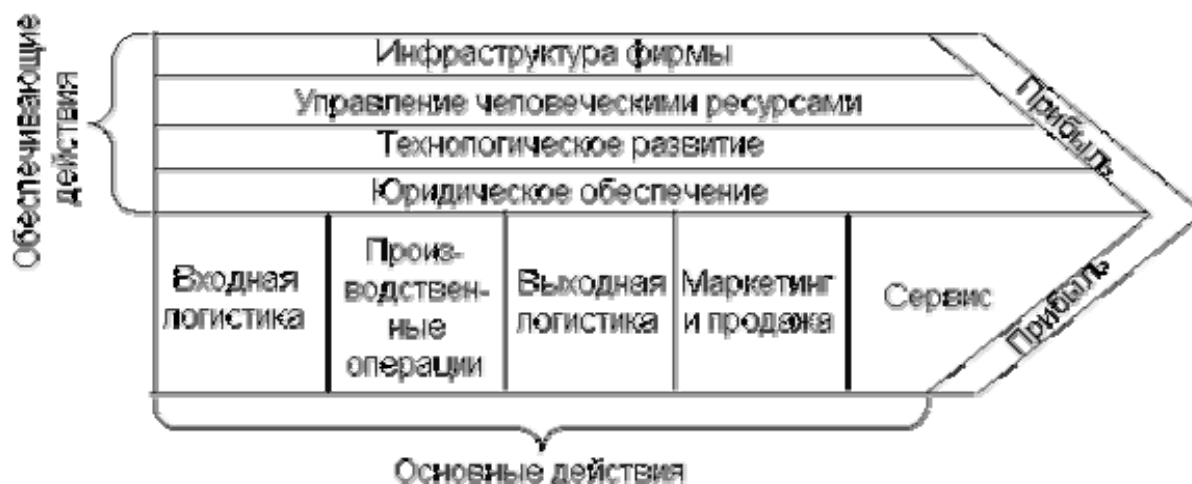 Обеспечивающие
действия
Инфраструктура фирмы
Управление человеческими ресурсами
Технологическое развитие
Юридическое обеспечение
Прибыль
Входная
логистика
Произ-
водствен-
ные
операции
Выходная
логистика
Маркетинг
и продажа
Сервис
Прибыль
Основные действия